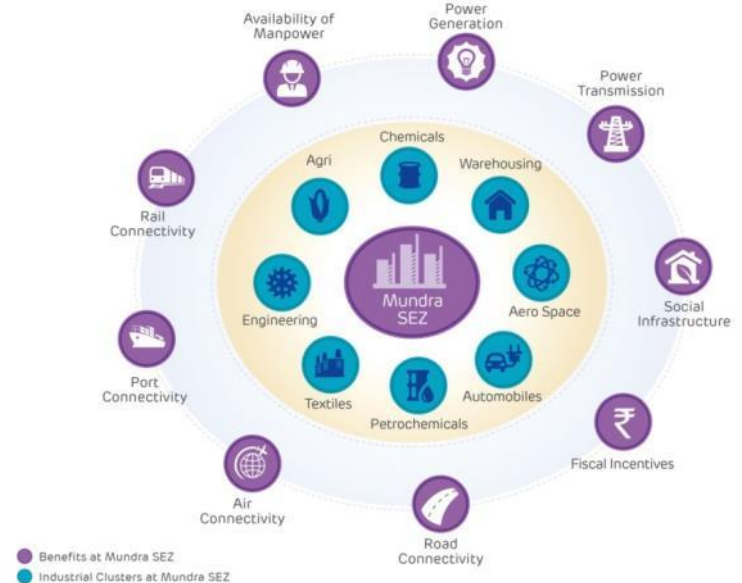 Availability of
Manpower
Power
Generation
Power
Transmission
Chemicals
Agri
Warehousing
Rail
Connectivity
Mundra
SEZ
Engineering
Aero Space
Social
Infrastructure
Port
Connectivity
Textiles
Automobiles
Petrochemicals
₹
Fiscal Incentives
Air
Connectivity
Road
Connectivity
Benefits at Mundra SEZ
Industrial Clusters at Mundra SEZ